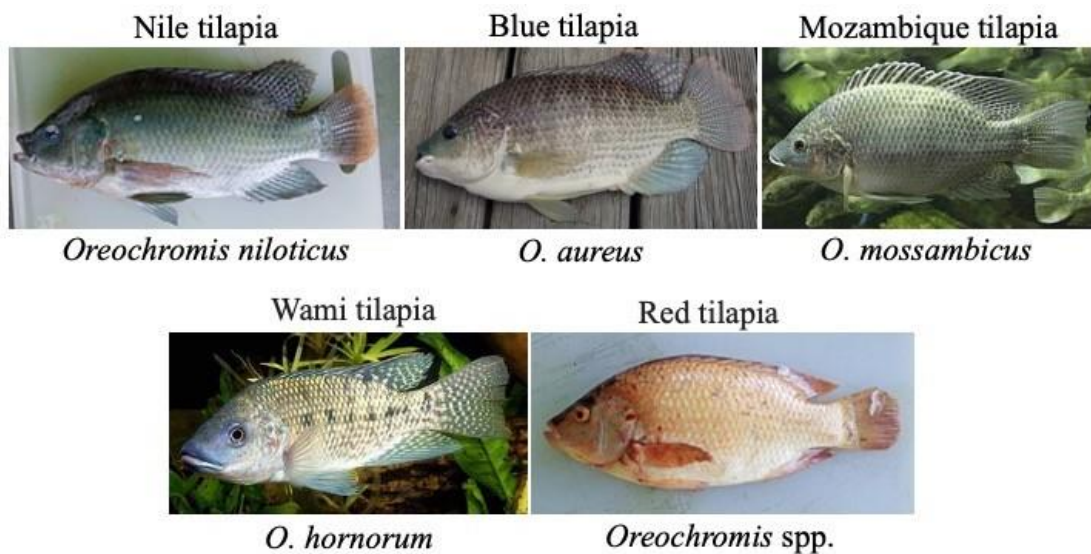 Nile tilapia
Blue tilapia
Mozambique tilapia
Oreochromis niloticus
O. aureus
O. mossambicus
Wami tilapia
Red tilapia
O. hornorum
Oreochromis spp.